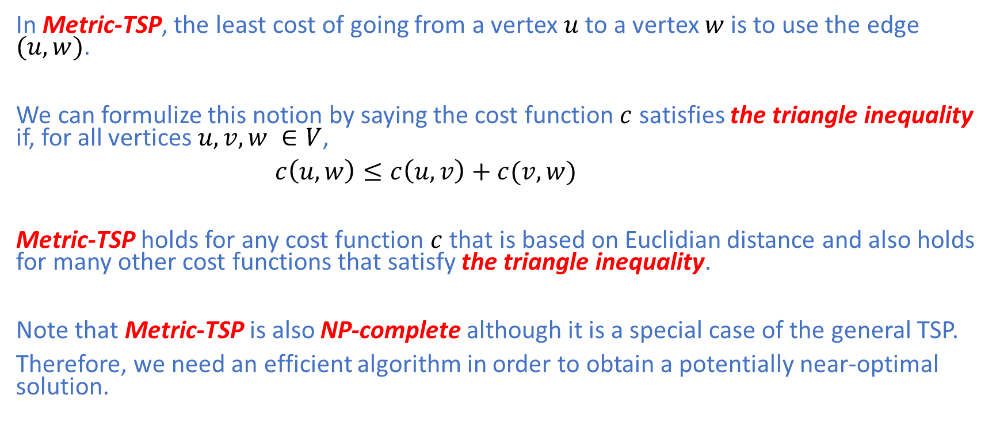 In Metric-TSP, the least cost of going from a vertex u to a vertex w is to use the edge
(u, w).
We can formulize this notion by saying the cost function c satisfies the triangle inequality
if, for all vertices u, v, w ∈ V,
c(u, w) ≤ c(u, v) + c(v, w)
Metric-TSP holds for any cost function c that is based on Euclidian distance and also holds
for many other cost functions that satisfy the triangle inequality.
Note that Metric-TSP is also NP-complete although it is a special case of the general TSP.
Therefore, we need an efficient algorithm in order to obtain a potentially near-optimal
solution.